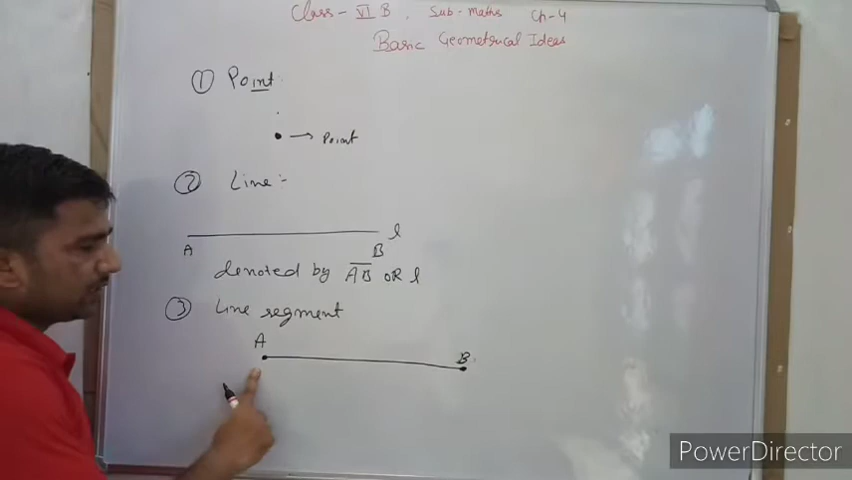 Class - VI B , Sub - Maths Ch-4
Basic Geometrical Ideas
① Point
• → Point
② Line :-
A B l
denoted by A̅B̅ OR l
③ Line segment
A B
PowerDirector